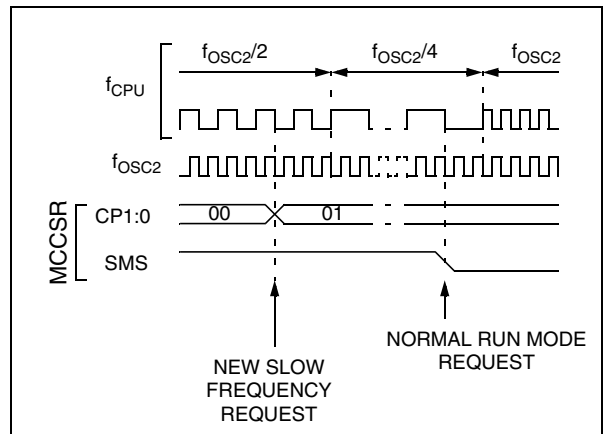 fOSC2/2 fOSC2/4 fOSC2
fCPU
fOSC2
MCCSR
CP1:0 00 01
SMS
NEW SLOW
FREQUENCY
REQUEST
NORMAL RUN MODE
REQUEST